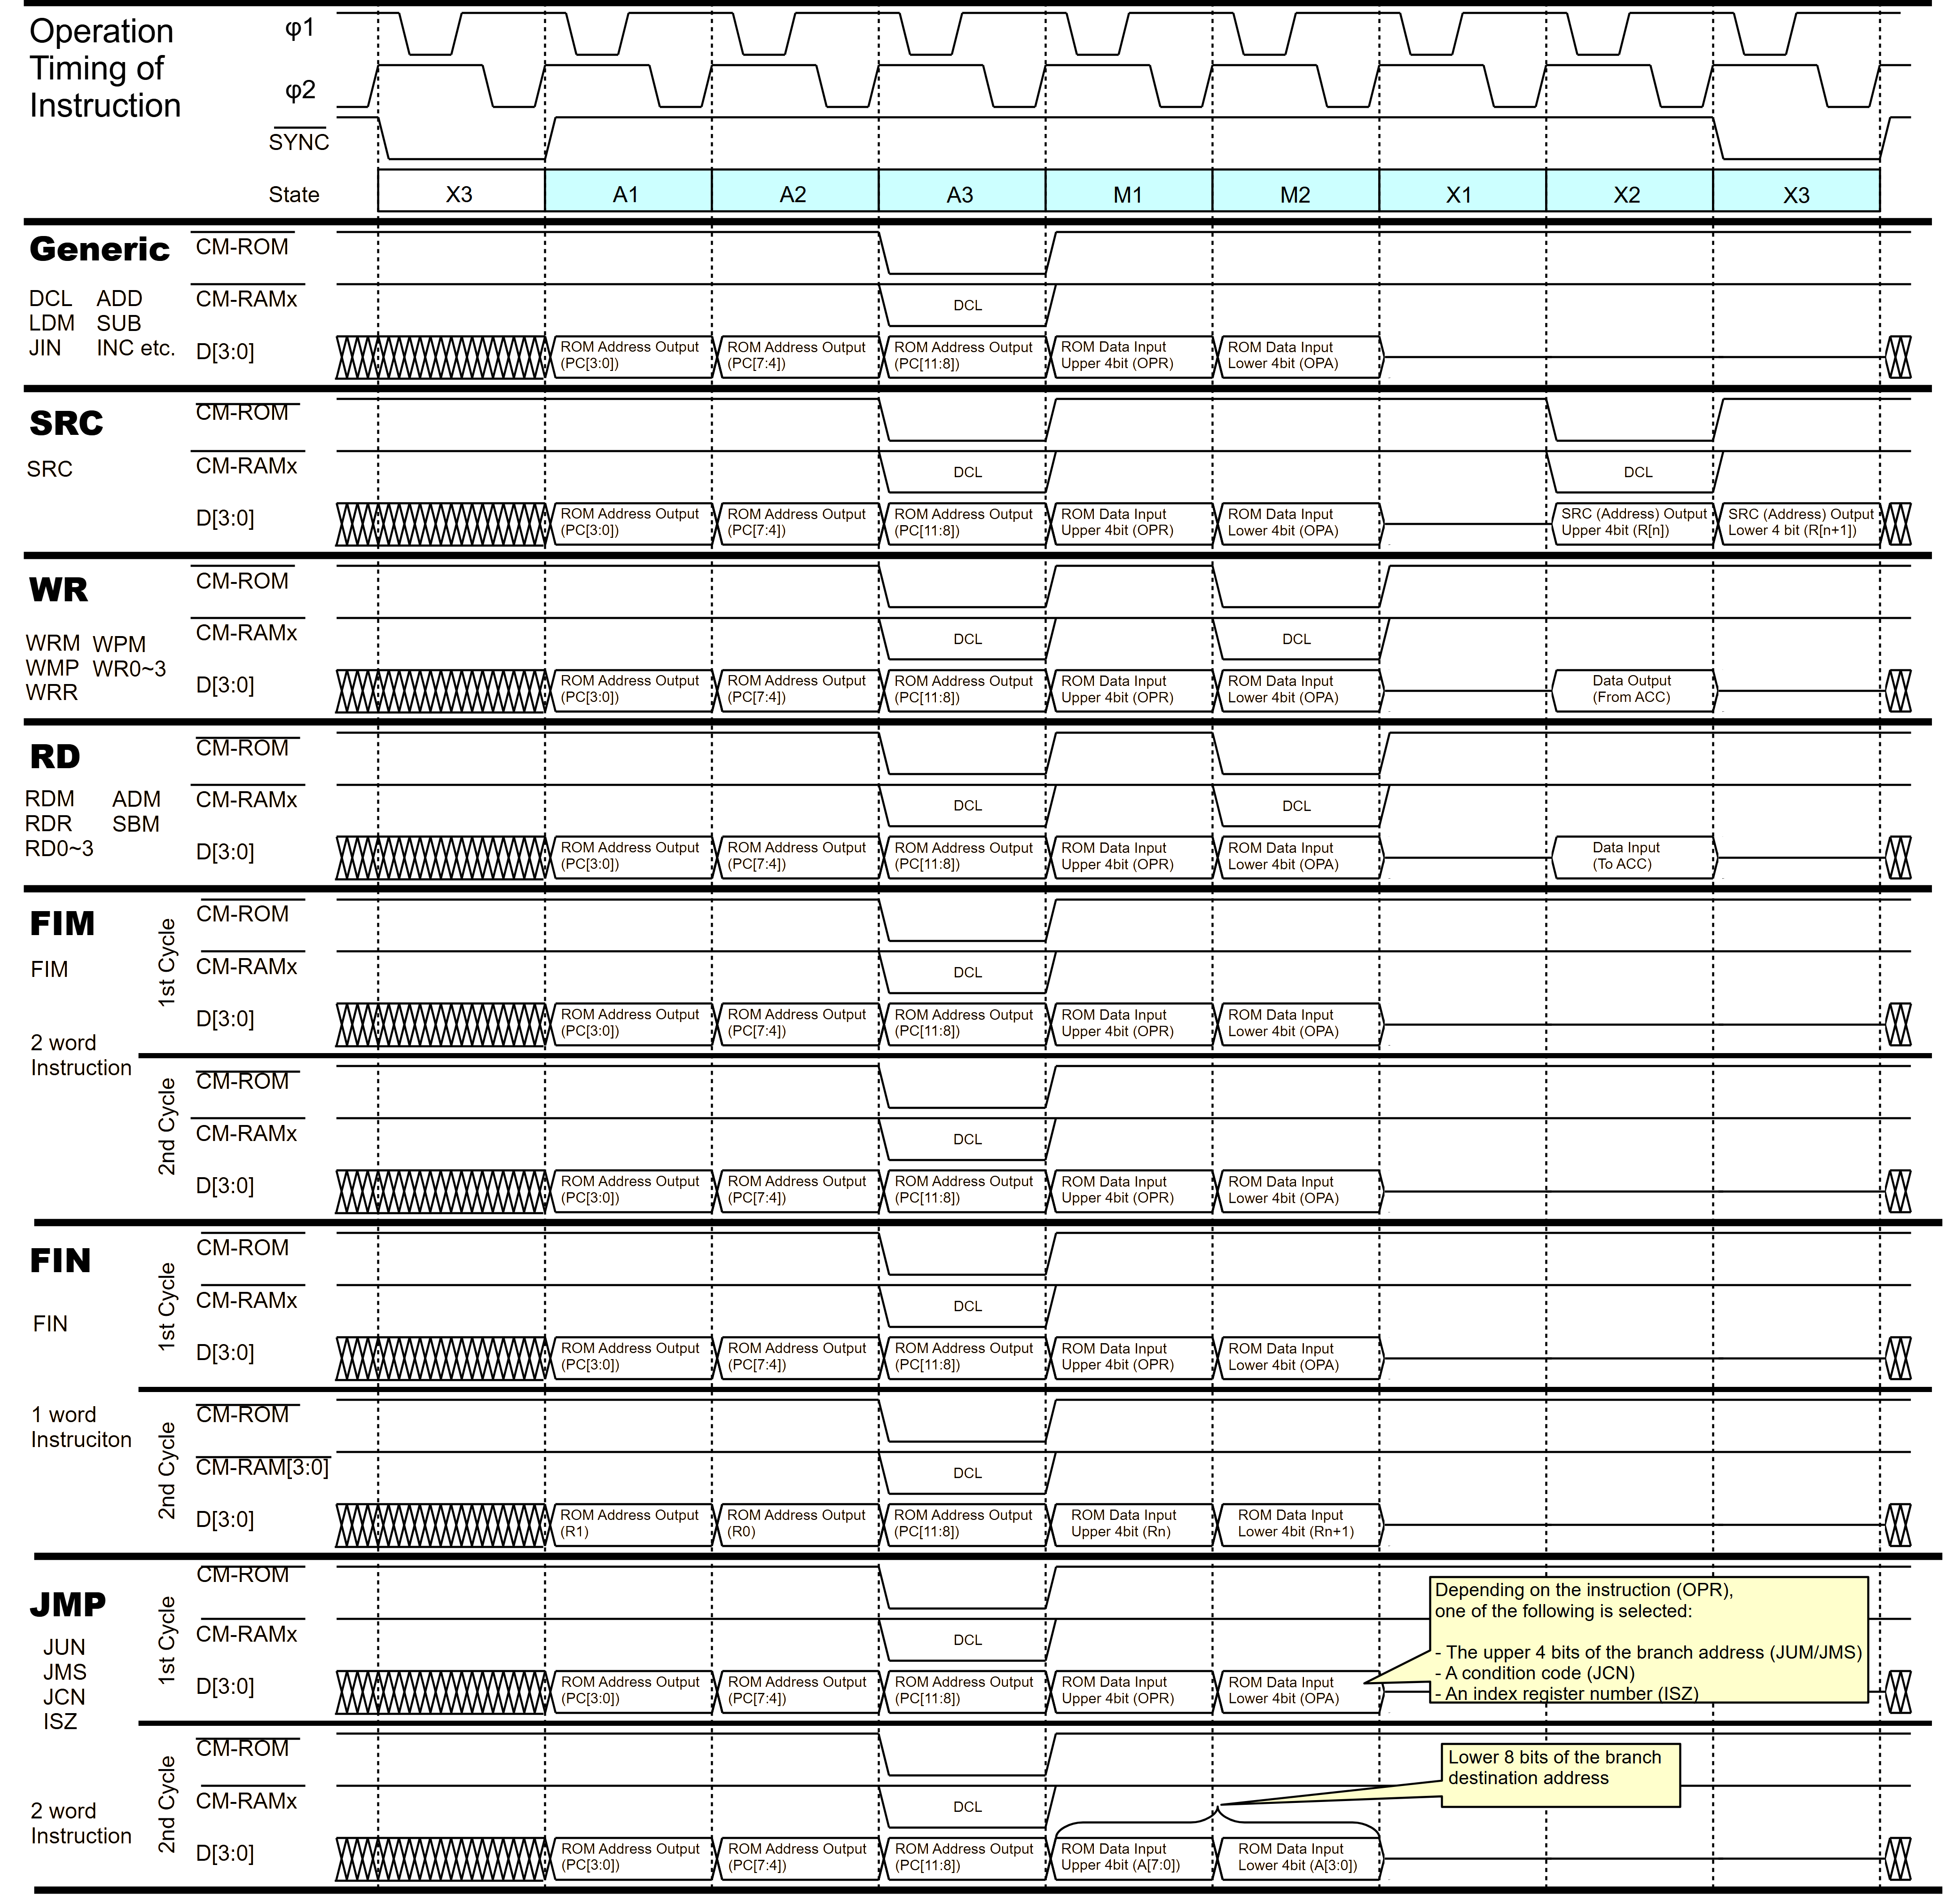 Operation
Timing of
Instruction
φ1
φ2
SYNC
State
X3 A1 A2 A3 M1 M2 X1 X2 X3
Generic
DCL ADD
LDM SUB
JIN INC etc.
CM-ROM
CM-RAMx
DCL
D[3:0]
ROM Address Output
(PC[3:0])
ROM Address Output
(PC[7:4])
ROM Address Output
(PC[11:8])
ROM Data Input
Upper 4bit (OPR)
ROM Data Input
Lower 4bit (OPA)
SRC
SRC
CM-ROM
CM-RAMx
DCL
DCL
D[3:0]
ROM Address Output
(PC[3:0])
ROM Address Output
(PC[7:4])
ROM Address Output
(PC[11:8])
ROM Data Input
Upper 4bit (OPR)
ROM Data Input
Lower 4bit (OPA)
SRC (Address) Output
Upper 4bit (R[n])
SRC (Address) Output
Lower 4 bit (R[n+1])
WR
WRM WPM
WMP WR0~3
WRR
CM-ROM
CM-RAMx
DCL
DCL
D[3:0]
ROM Address Output
(PC[3:0])
ROM Address Output
(PC[7:4])
ROM Address Output
(PC[11:8])
ROM Data Input
Upper 4bit (OPR)
ROM Data Input
Lower 4bit (OPA)
Data Output
(From ACC)
RD
RDM ADM
RDR SBM
RD0~3
CM-ROM
CM-RAMx
DCL
DCL
D[3:0]
ROM Address Output
(PC[3:0])
ROM Address Output
(PC[7:4])
ROM Address Output
(PC[11:8])
ROM Data Input
Upper 4bit (OPR)
ROM Data Input
Lower 4bit (OPA)
Data Input
(To ACC)
FIM
FIM
2 word
Instruction
1st Cycle
CM-ROM
CM-RAMx
DCL
D[3:0]
ROM Address Output
(PC[3:0])
ROM Address Output
(PC[7:4])
ROM Address Output
(PC[11:8])
ROM Data Input
Upper 4bit (OPR)
ROM Data Input
Lower 4bit (OPA)
2nd Cycle
CM-ROM
CM-RAMx
DCL
D[3:0]
ROM Address Output
(PC[3:0])
ROM Address Output
(PC[7:4])
ROM Address Output
(PC[11:8])
ROM Data Input
Upper 4bit (OPR)
ROM Data Input
Lower 4bit (OPA)
FIN
FIN
1 word
Instruciton
1st Cycle
CM-ROM
CM-RAMx
DCL
D[3:0]
ROM Address Output
(PC[3:0])
ROM Address Output
(PC[7:4])
ROM Address Output
(PC[11:8])
ROM Data Input
Upper 4bit (OPR)
ROM Data Input
Lower 4bit (OPA)
2nd Cycle
CM-ROM
CM-RAM[3:0]
DCL
D[3:0]
ROM Address Output
(R1)
ROM Address Output
(R0)
ROM Address Output
(PC[11:8])
ROM Data Input
Upper 4bit (Rn)
ROM Data Input
Lower 4bit (Rn+1)
JMP
JUN
JMS
JCN
ISZ
2 word
Instruction
1st Cycle
CM-ROM
CM-RAMx
DCL
D[3:0]
ROM Address Output
(PC[3:0])
ROM Address Output
(PC[7:4])
ROM Address Output
(PC[11:8])
ROM Data Input
Upper 4bit (OPR)
ROM Data Input
Lower 4bit (OPA)
Depending on the instruction (OPR),
one of the following is selected:
- The upper 4 bits of the branch address (JUM/JMS)
- A condition code (JCN)
- An index register number (ISZ)
2nd Cycle
CM-ROM
CM-RAMx
DCL
D[3:0]
ROM Address Output
(PC[3:0])
ROM Address Output
(PC[7:4])
ROM Address Output
(PC[11:8])
ROM Data Input
Upper 4bit (A[7:0])
ROM Data Input
Lower 4bit (A[3:0])
Lower 8 bits of the branch
destination address